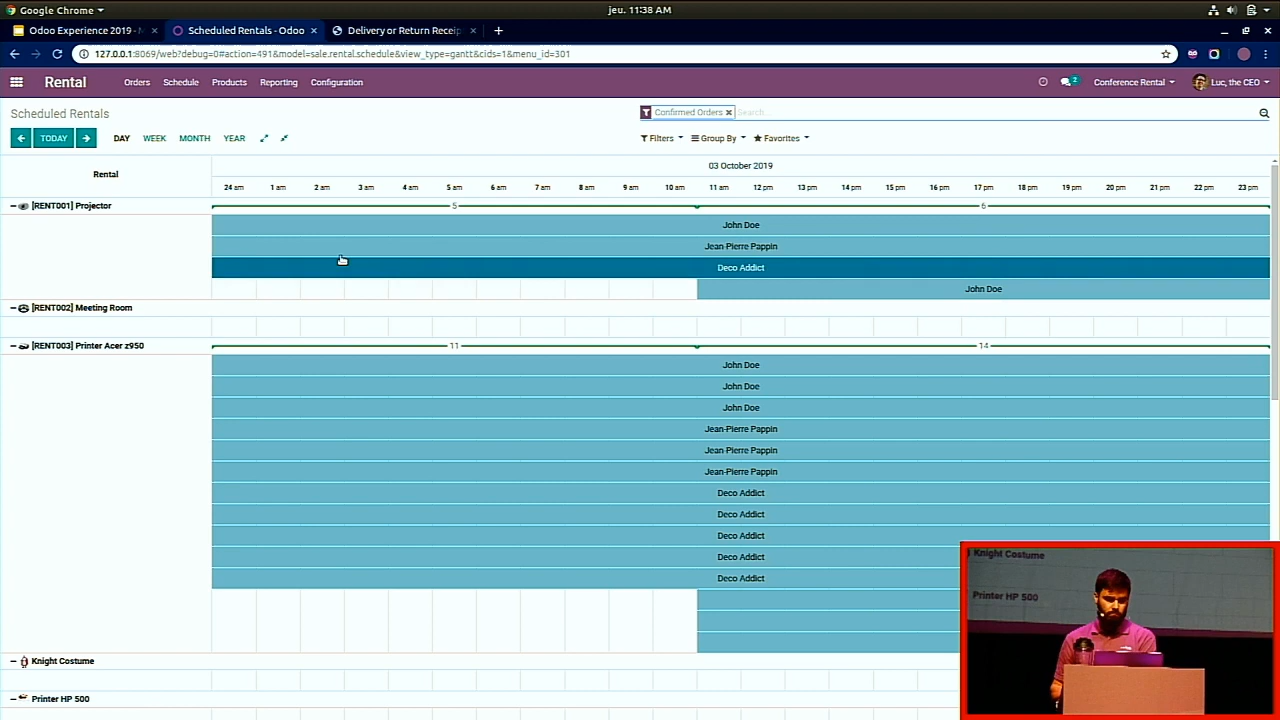 Google Chrome
jeu. 11:38 AM
Odoo Experience 2019 -
Scheduled Rentals - Odoo
Delivery or Return Receip
127.0.0.1:8069/web?debug=0#action=491&model=sale.rental.schedule&view_type=gantt&cids=1&menu_id=301
Rental Orders Schedule Products Reporting Configuration
2 Conference Rental Luc, the CEO
Scheduled Rentals
Confirmed Orders Search...
TODAY DAY WEEK MONTH YEAR
Filters Group By Favorites
03 October 2019
Rental
24 am 1 am 2 am 3 am 4 am 5 am 6 am 7 am 8 am 9 am 10 am 11 am 12 pm 13 pm 14 pm 15 pm 16 pm 17 pm 18 pm 19 pm 20 pm 21 pm 22 pm 23 pm
[RENT001] Projector 5 6
John Doe
Jean-Pierre Pappin
Deco Addict
John Doe
[RENT002] Meeting Room
[RENT003] Printer Acer z950 11 14
John Doe
John Doe
John Doe
Jean-Pierre Pappin
Jean-Pierre Pappin
Jean-Pierre Pappin
Deco Addict
Deco Addict
Deco Addict
Deco Addict
Deco Addict
Knight Costume
Printer HP 500
Knight Costume
Printer HP 500